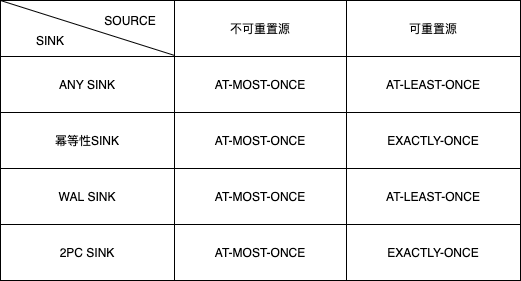 SOURCE
SINK
不可重置源
可重置源
ANY SINK
AT-MOST-ONCE
AT-LEAST-ONCE
幂等性SINK
AT-MOST-ONCE
EXACTLY-ONCE
WAL SINK
AT-MOST-ONCE
AT-LEAST-ONCE
2PC SINK
AT-MOST-ONCE
EXACTLY-ONCE